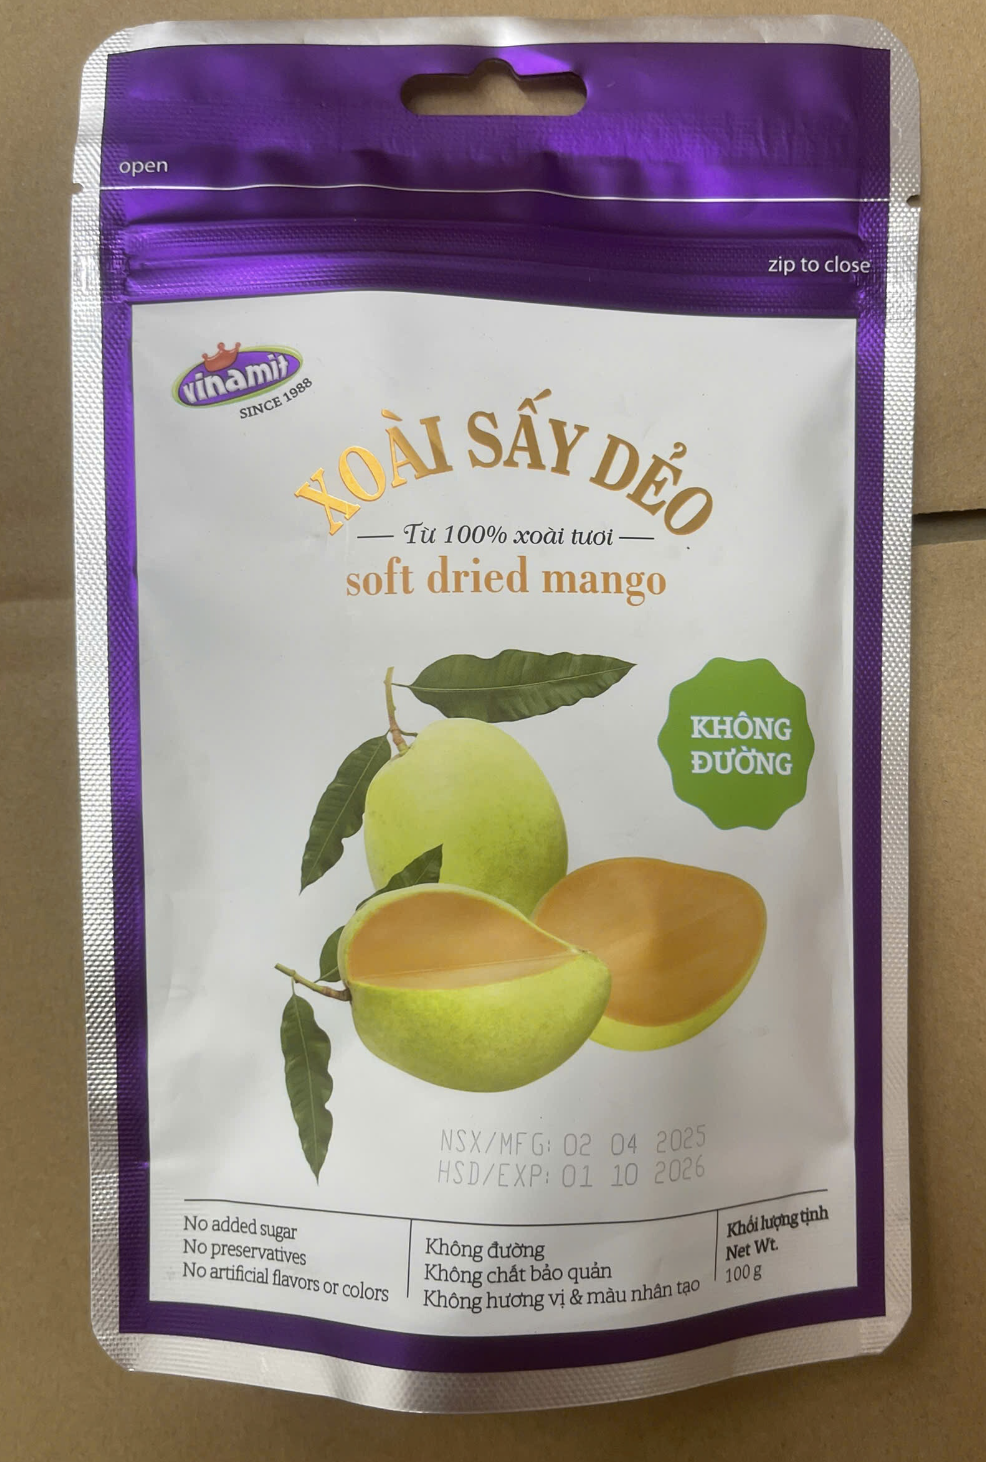 open
zip to close
vinamit
SINCE 1988
XOÀI SẤY DẺO
Từ 100% xoài tươi
soft dried mango
KHÔNG
ĐƯỜNG
NSX/MFG: 02 04 2025
HSD/EXP: 01 10 2026
No added sugar
No preservatives
No artificial flavors or colors
Không đường
Không chất bảo quản
Không hương vị & màu nhân tạo
Khối lượng tịnh
Net Wt.
100 g